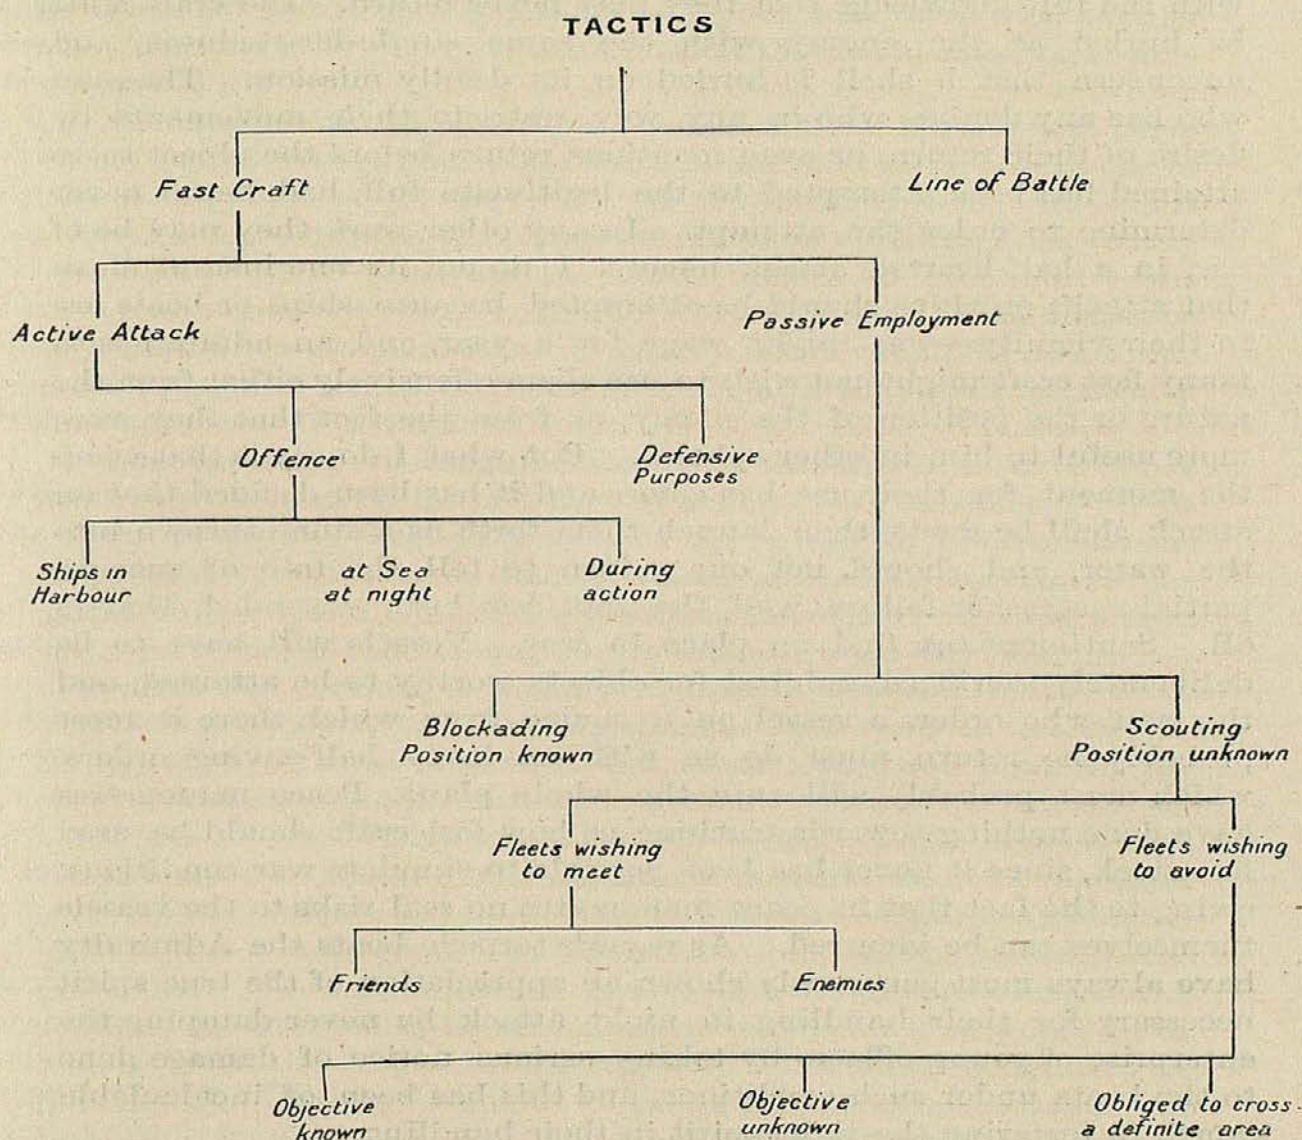 TACTICS
Fast Craft
Line of Battle
Active Attack
Passive Employment
Offence
Defensive
Purposes
Ships in
Harbour
at Sea
at night
During
action
Blockading
Position known
Scouting
Position unknown
Fleets wishing
to meet
Fleets wishing
to avoid
Friends
Enemies
Objective
known
Objective
unknown
Obliged to cross
a definite area